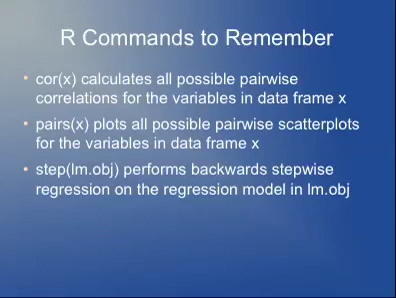 R Commands to Remember
• cor(x) calculates all possible pairwise
correlations for the variables in data frame x
• pairs(x) plots all possible pairwise scatterplots
for the variables in data frame x
• step(lm.obj) performs backwards stepwise
regression on the regression model in lm.obj